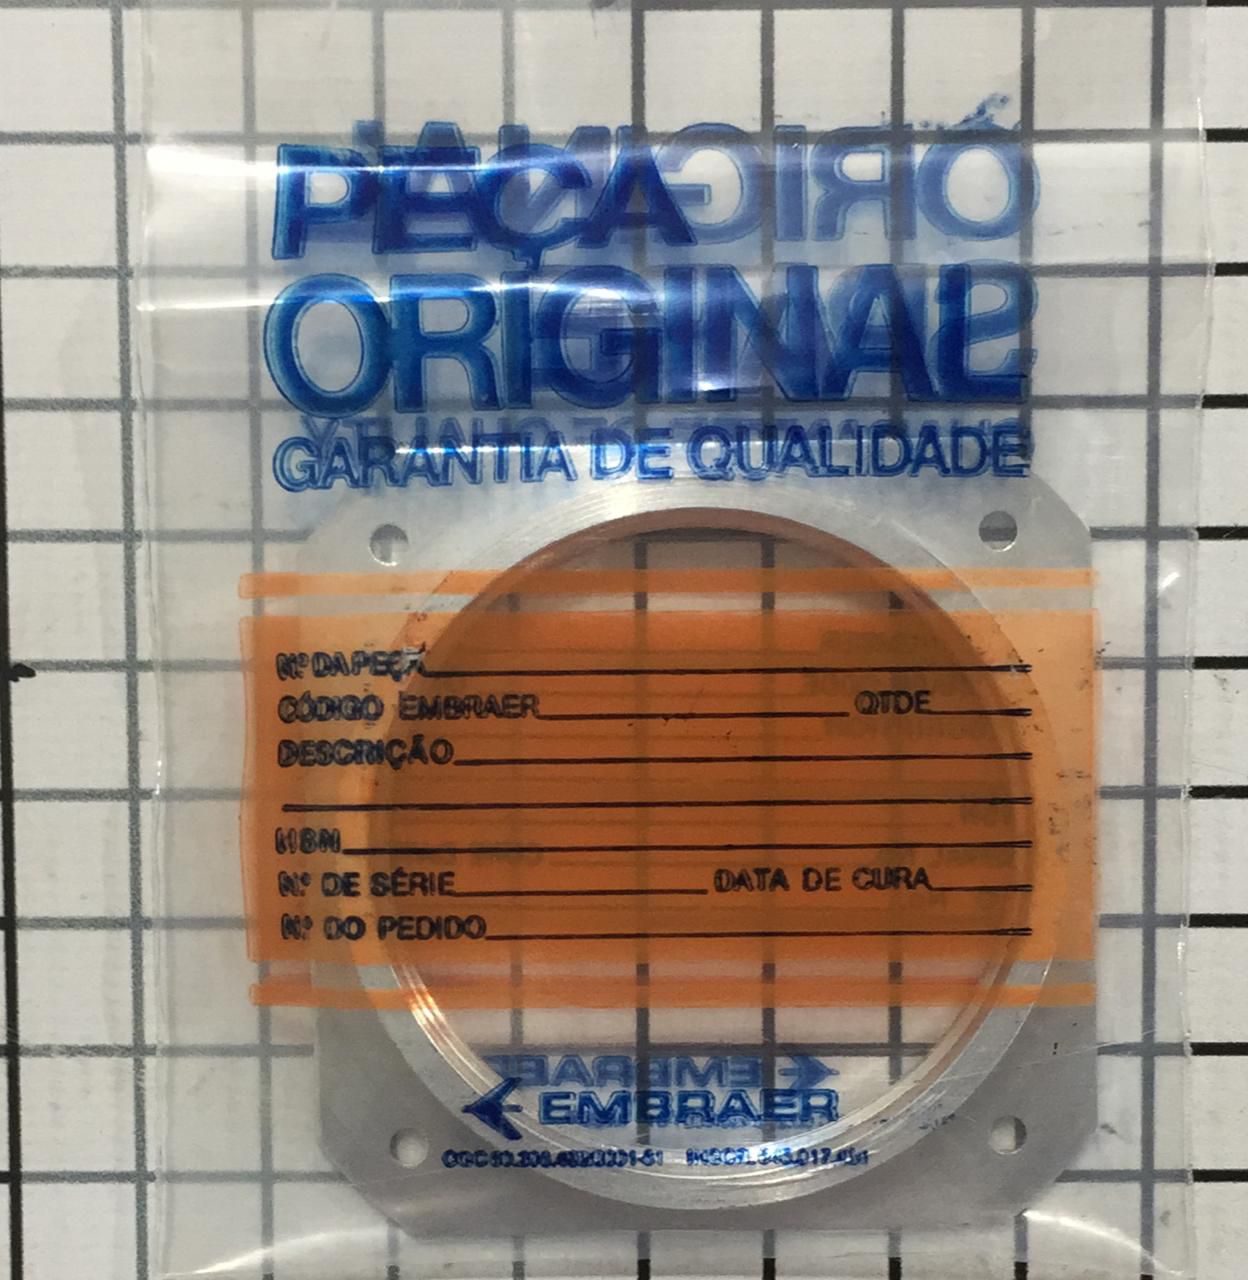 PEÇA
ORIGINAL
GARANTIA DE QUALIDADE
Nº DA PEÇA
CÓDIGO EMBRAER QTDE
DESCRIÇÃO
NSN
Nº DE SÉRIE DATA DE CURA
Nº DO PEDIDO
EMBRAER